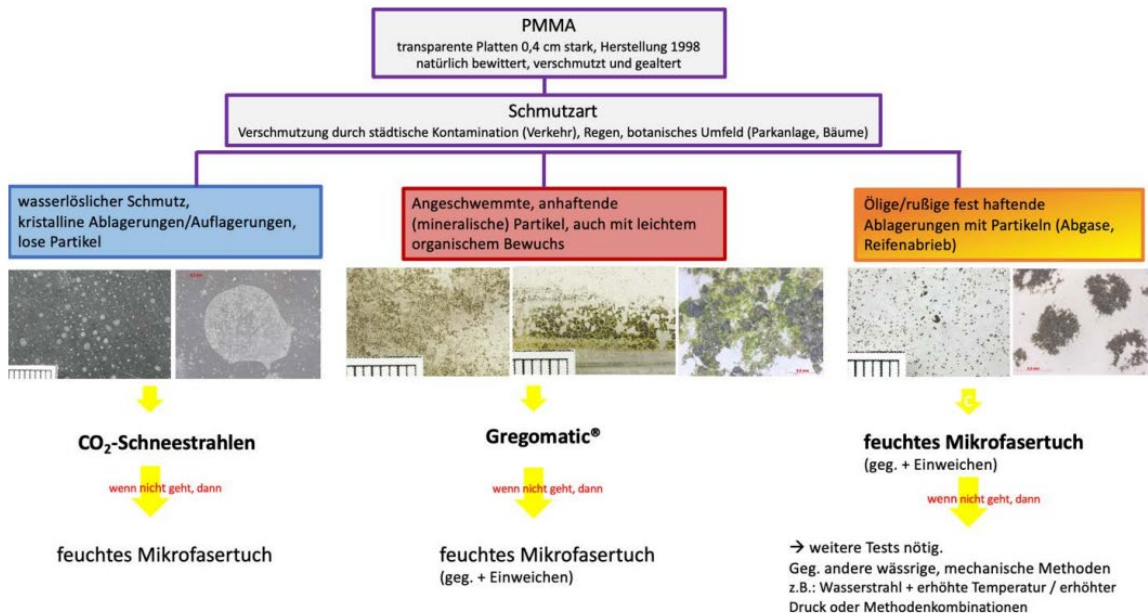 PMMA
transparente Platten 0,4 cm stark, Herstellung 1998
natürlich bewittert, verschmutzt und gealtert
Schmutzart
Verschmutzung durch städtische Kontamination (Verkehr), Regen, botanisches Umfeld (Parkanlage, Bäume)
wasserlöslicher Schmutz,
kristalline Ablagerungen/Auflagerungen,
lose Partikel
Angeschwemmte, anhaftende
(mineralische) Partikel, auch mit leichtem
organischem Bewuchs
Ölige/rußige fest haftende
Ablagerungen mit Partikeln (Abgase,
Reifenabrieb)
CO₂-Schneestrahlen
wenn nicht geht, dann
feuchtes Mikrofasertuch
Gregomatic®
wenn nicht geht, dann
feuchtes Mikrofasertuch
(geg. + Einweichen)
C
feuchtes Mikrofasertuch
(geg. + Einweichen)
wenn nicht geht, dann
→ weitere Tests nötig.
Geg. andere wässrige, mechanische Methoden
z.B.: Wasserstrahl + erhöhte Temperatur / erhöhter
Druck oder Methodenkombinationen